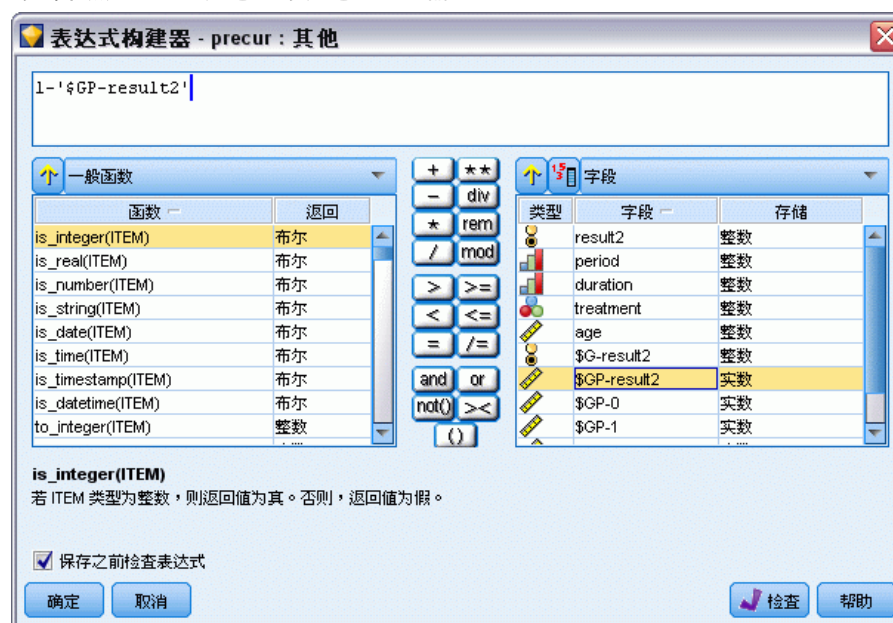 表达式构建器 - precur：其他
1-'$GP-result2'
一般函数
函数 返回
is_integer(ITEM) 布尔
is_real(ITEM) 布尔
is_number(ITEM) 布尔
is_string(ITEM) 布尔
is_date(ITEM) 布尔
is_time(ITEM) 布尔
is_timestamp(ITEM) 布尔
is_datetime(ITEM) 布尔
to_integer(ITEM) 整数
+ **
- div
* rem
/ mod
> >=
< <=
= /=
and or
not() ><
()
字段
类型 字段 存储
result2 整数
period 整数
duration 整数
treatment 整数
age 整数
$G-result2 整数
$GP-result2 实数
$GP-0 实数
$GP-1 实数
is_integer(ITEM)
若 ITEM 类型为整数，则返回值为真。否则，返回值为假。
保存之前检查表达式
确定 取消 检查 帮助